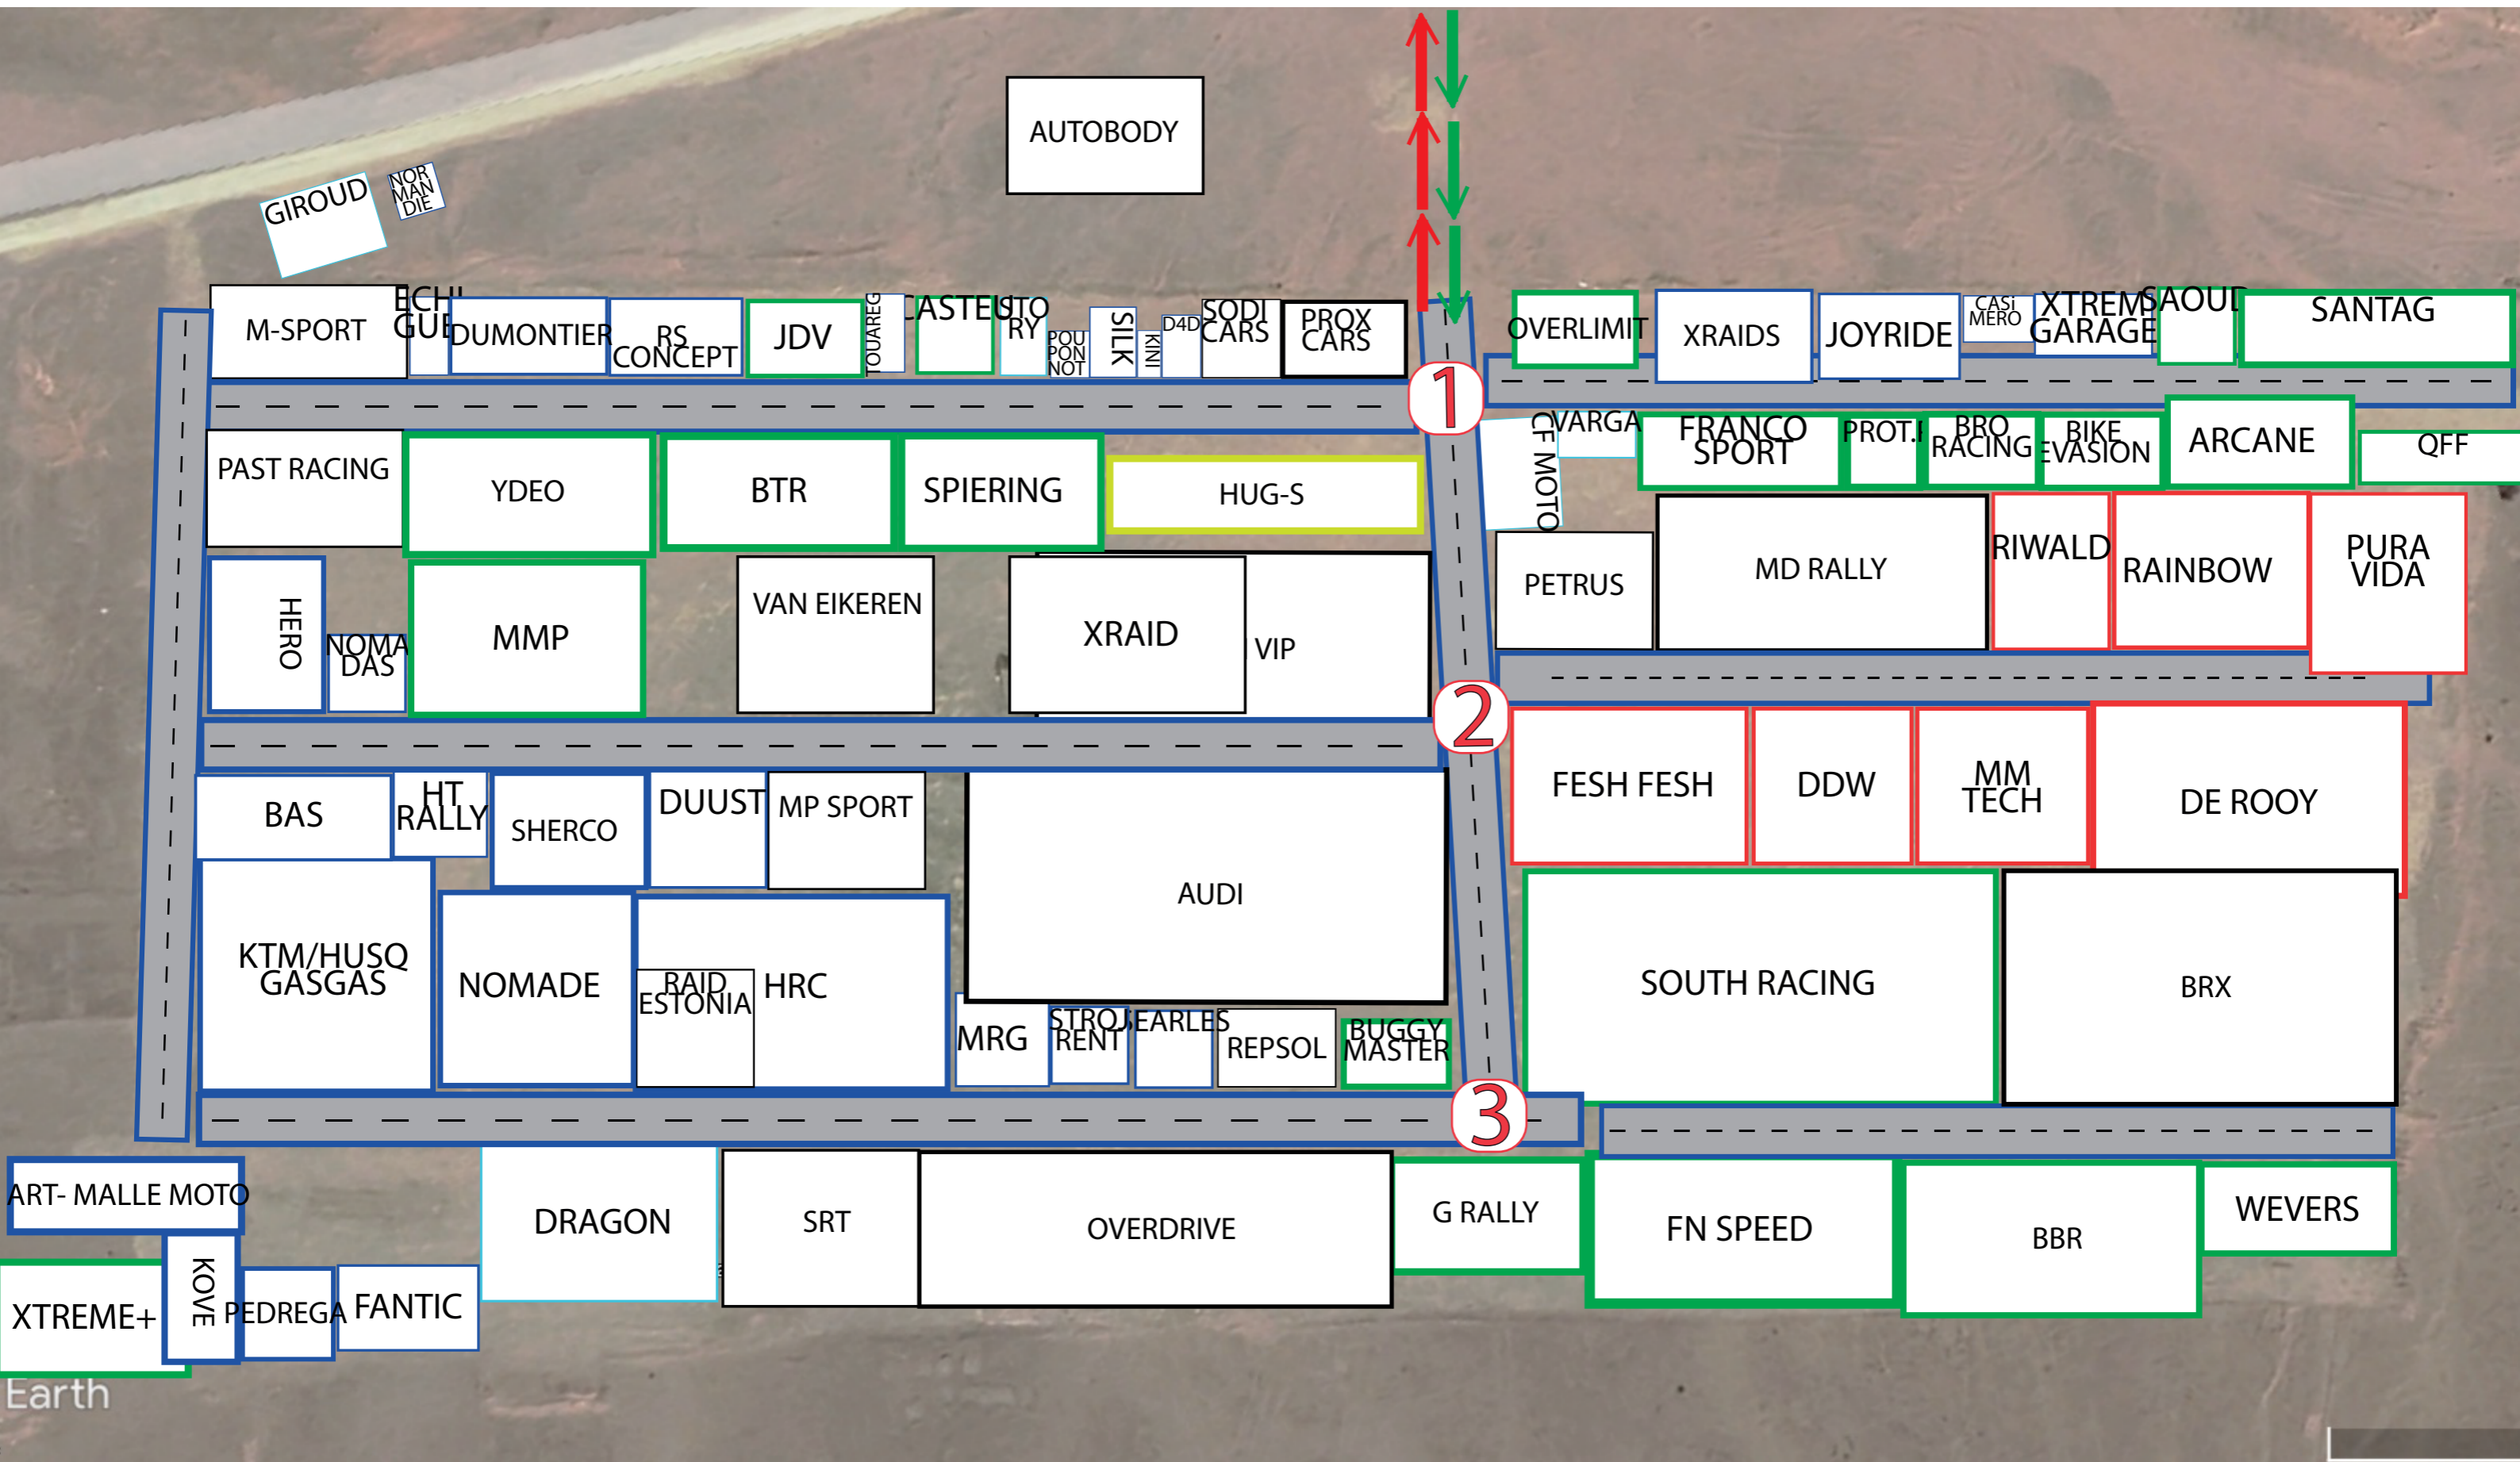 AUTOBODY
GIROUD
NOR
MAN
DIE
M-SPORT
ECHI
GUE
DUMONTIER
RS
CONCEPT
JDV
TOUAREG
CASTEU
STO
RY
POU
PON
NOT
SILK
KINI
D4D
SODI
CARS
PROX
CARS
OVERLIMIT
XRAIDS
JOYRIDE
CASi
MERO
XTREMS
GARAGE
SAOUD
SANTAG
1
PAST RACING
YDEO
BTR
SPIERING
HUG-S
CF MOTO
VARGA
FRANCO
SPORT
PROT.
BRO
RACING
BIKE
EVASION
ARCANE
QFF
HERO
NOMA
DAS
MMP
VAN EIKEREN
XRAID
VIP
PETRUS
MD RALLY
RIWALD
RAINBOW
PURA
VIDA
2
BAS
HT
RALLY
SHERCO
DUUST
MP SPORT
AUDI
FESH FESH
DDW
MM
TECH
DE ROOY
KTM/HUSQ
GASGAS
NOMADE
RAID
ESTONIA
HRC
MRG
STROJ
RENT
SEARLES
REPSOL
BUGGY
MASTER
SOUTH RACING
BRX
3
ART- MALLE MOTO
XTREME+
KOVE
PEDREGA
FANTIC
DRAGON
SRT
OVERDRIVE
G RALLY
FN SPEED
BBR
WEVERS
Earth